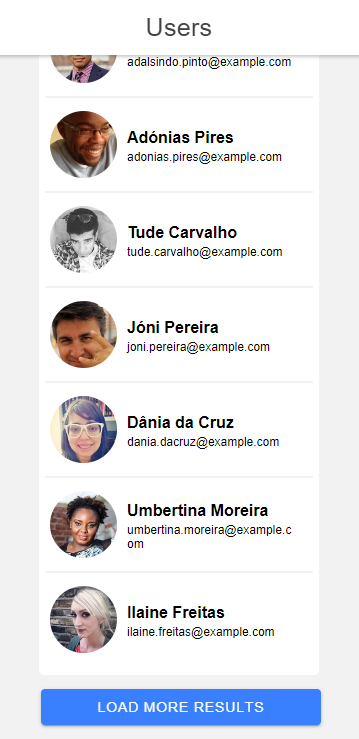 Users
adalsindo.pinto@example.com
Adónias Pires
adonias.pires@example.com
Tude Carvalho
tude.carvalho@example.com
Jóni Pereira
joni.pereira@example.com
Dânia da Cruz
dania.dacruz@example.com
Umbertina Moreira
umbertina.moreira@example.c
om
Ilaine Freitas
ilaine.freitas@example.com
LOAD MORE RESULTS